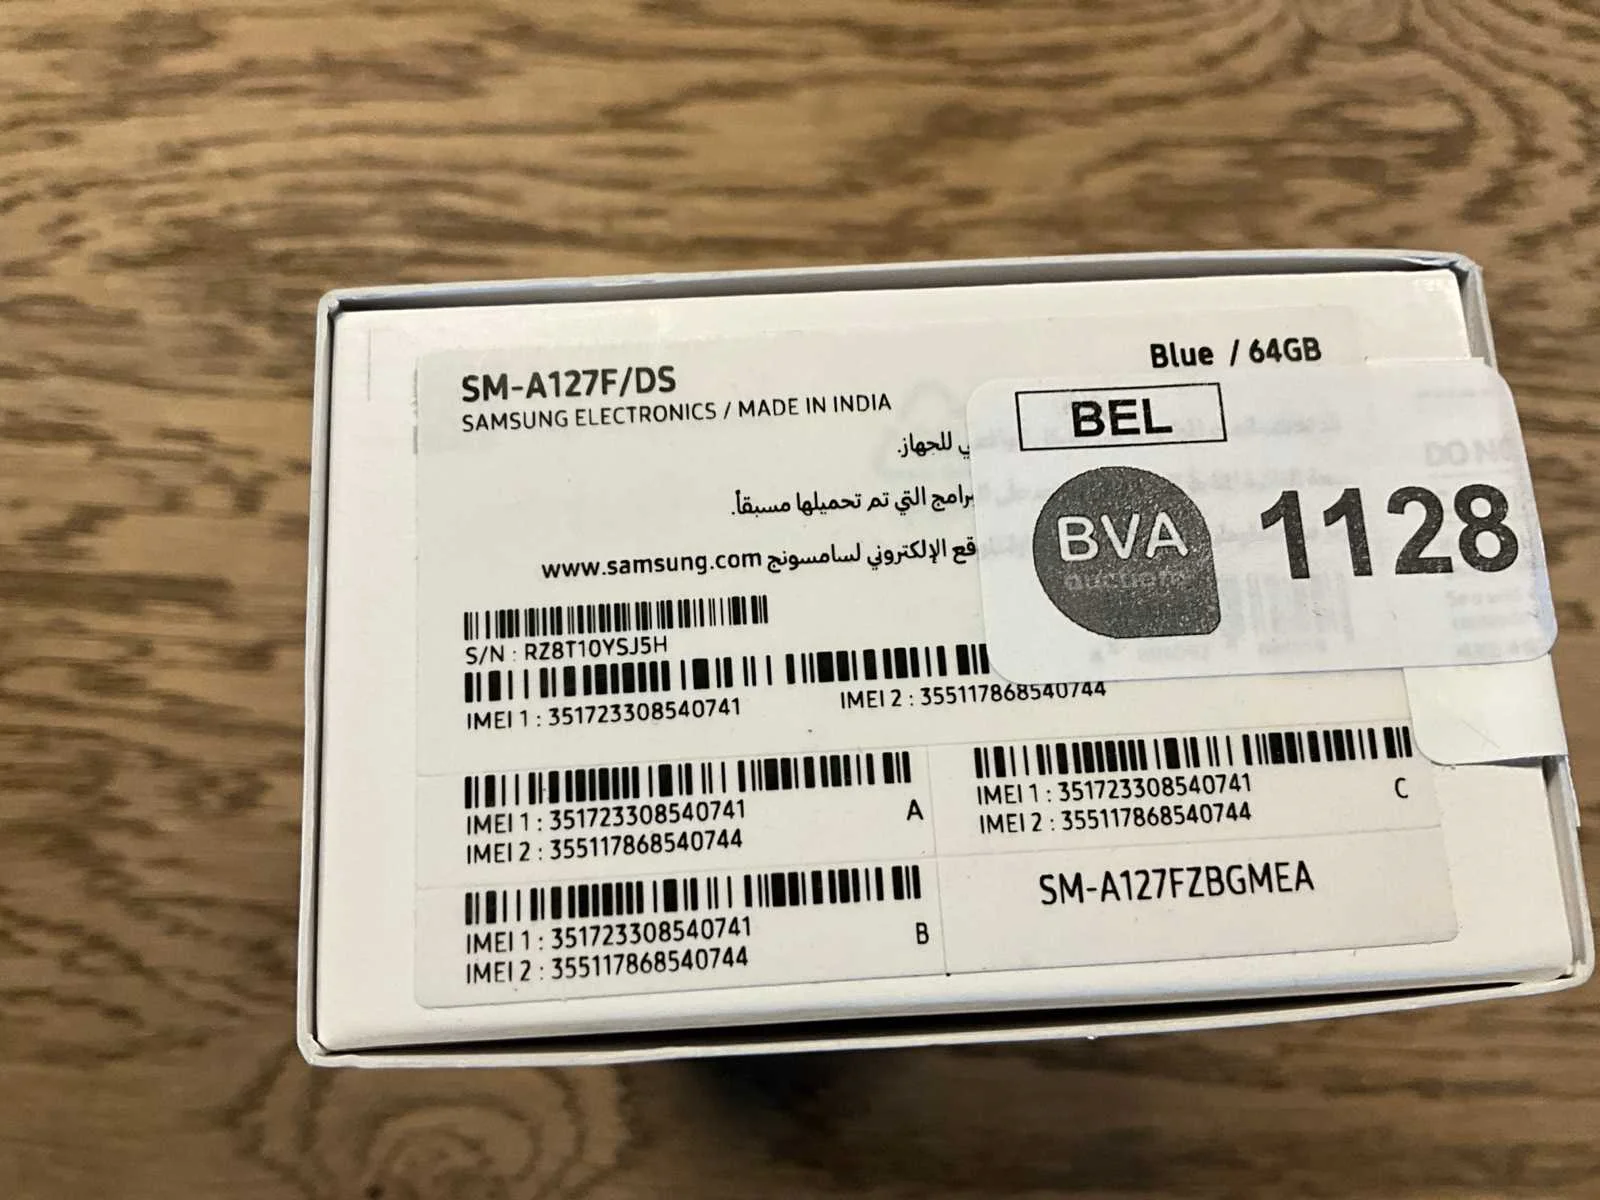 SM-A127F/DS
Blue / 64GB
SAMSUNG ELECTRONICS / MADE IN INDIA
BEL
BVA
auctions
1128
للجهاز.
التي تم تحميلها مسبقاً.
الإلكتروني لسامسونج www.samsung.com
DO
S/N : RZ8T10YSJ5H
IMEI 1 : 351723308540741
IMEI 2 : 355117868540744
IMEI 1 : 351723308540741
IMEI 2 : 355117868540744
A
IMEI 1 : 351723308540741
IMEI 2 : 355117868540744
C
IMEI 1 : 351723308540741
IMEI 2 : 355117868540744
B
SM-A127FZBGMEA